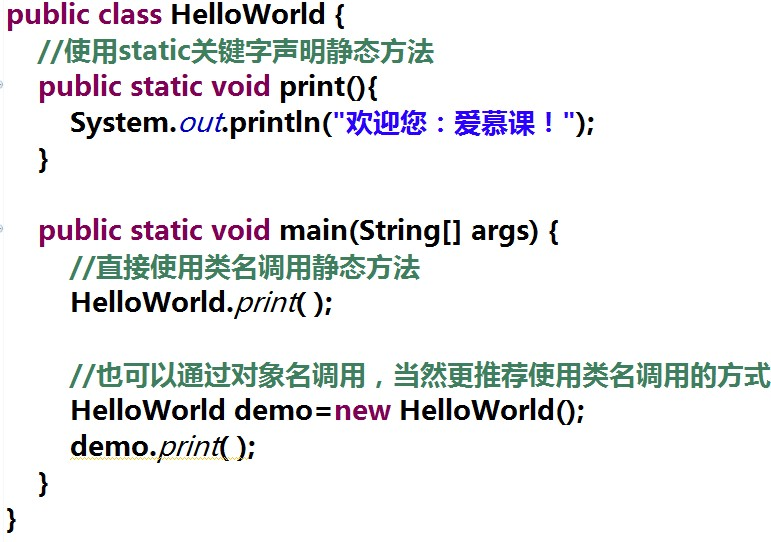 public class HelloWorld {
//使用static关键字声明静态方法
public static void print(){
System.out.println("欢迎您：爱慕课！");
}
public static void main(String[] args) {
//直接使用类名调用静态方法
HelloWorld.print( );
//也可以通过对象名调用，当然更推荐使用类名调用的方式
HelloWorld demo=new HelloWorld();
demo.print( );
}
}